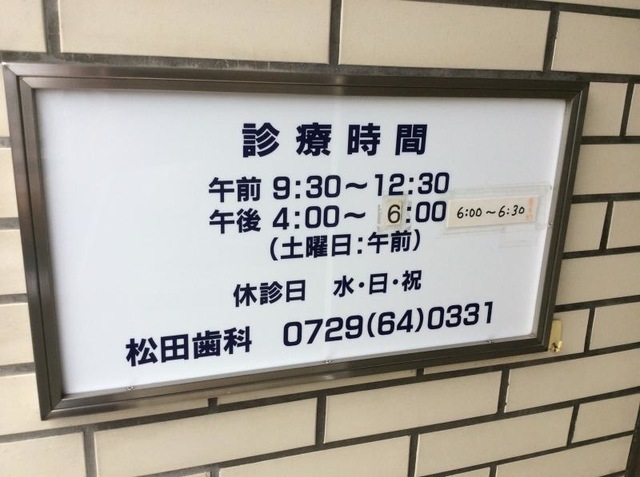 診療時間
午前 9:30〜12:30
午後 4:00〜 6:00 6:00〜6:30
(土曜日:午前)
休診日 水・日・祝
松田歯科 0729(64)0331